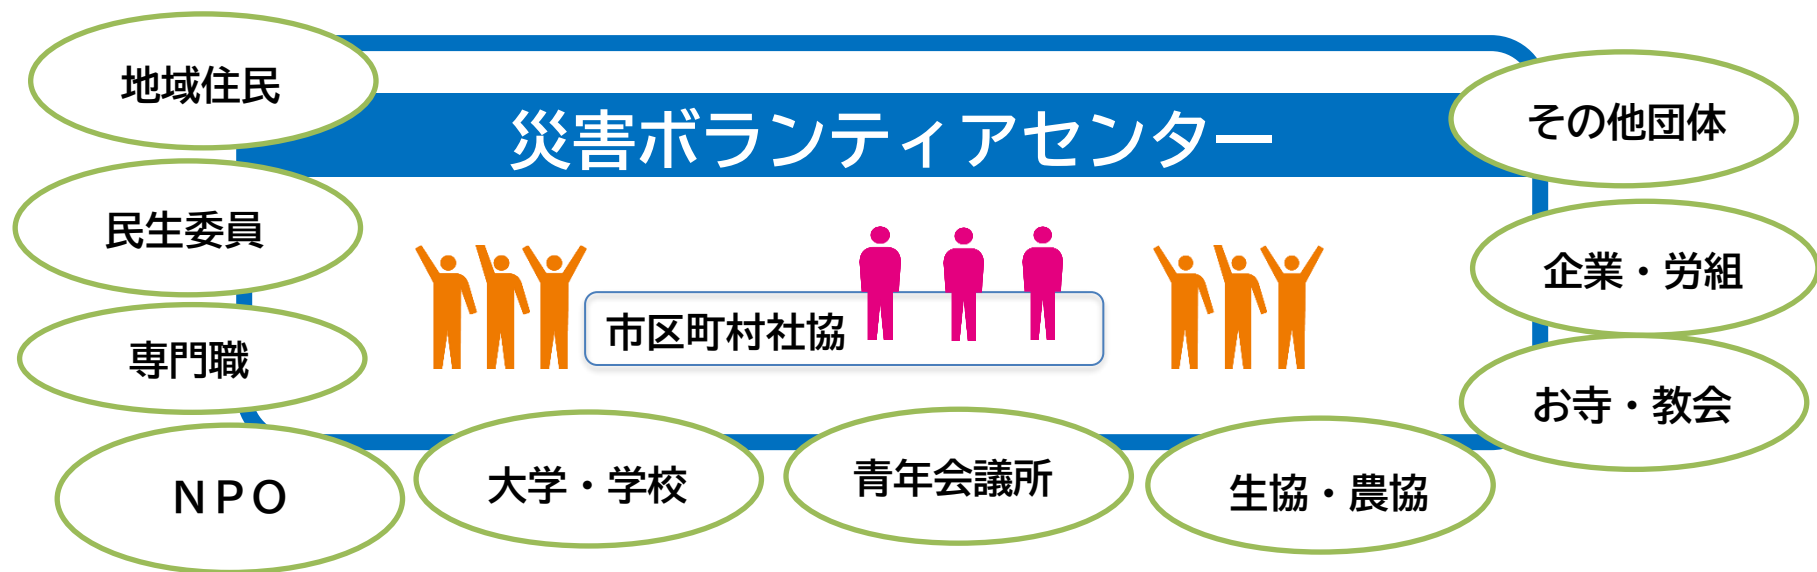 地域住民
災害ボランティアセンター
その他団体
民生委員
企業・労組
市区町村社協
専門職
お寺・教会
ＮＰＯ
大学・学校
青年会議所
生協・農協